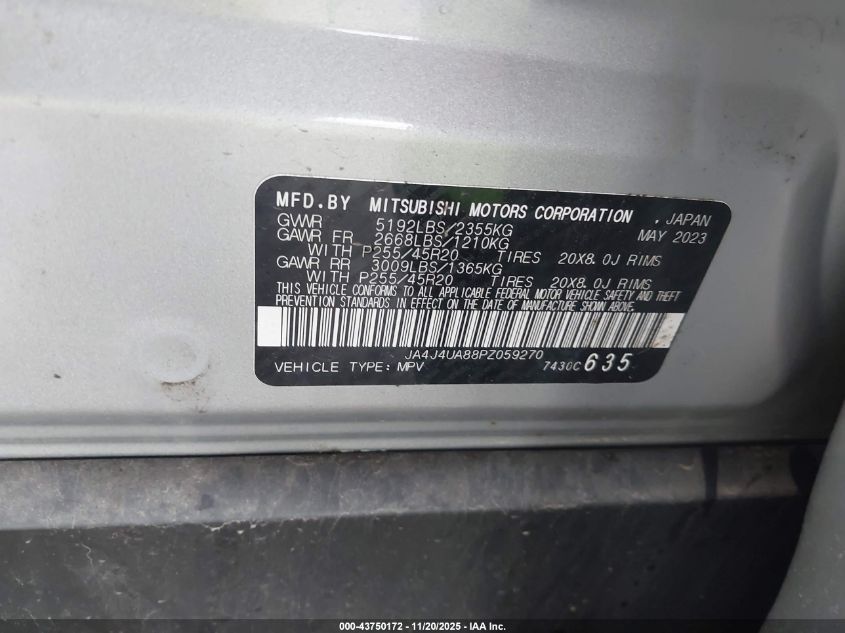 MFD.BY MITSUBISHI MOTORS CORPORATION , JAPAN
GVWR 5192LBS/2355KG MAY 2023
GAWR FR 2668LBS/1210KG
WITH P255/45R20 TIRES 20X8.0J RIMS
GAWR RR 3009LBS/1365KG
WITH P255/45R20 TIRES 20X8.0J RIMS
THIS VEHICLE CONFORMS TO ALL APPLICABLE FEDERAL MOTOR VEHICLE SAFETY AND THEFT
PREVENTION STANDARDS IN EFFECT ON THE DATE OF MANUFACTURE SHOWN ABOVE.
JA4J4UA88PZ059270
VEHICLE TYPE: MPV 7430C 635
000-43750172 - 11/20/2025 - IAA Inc.